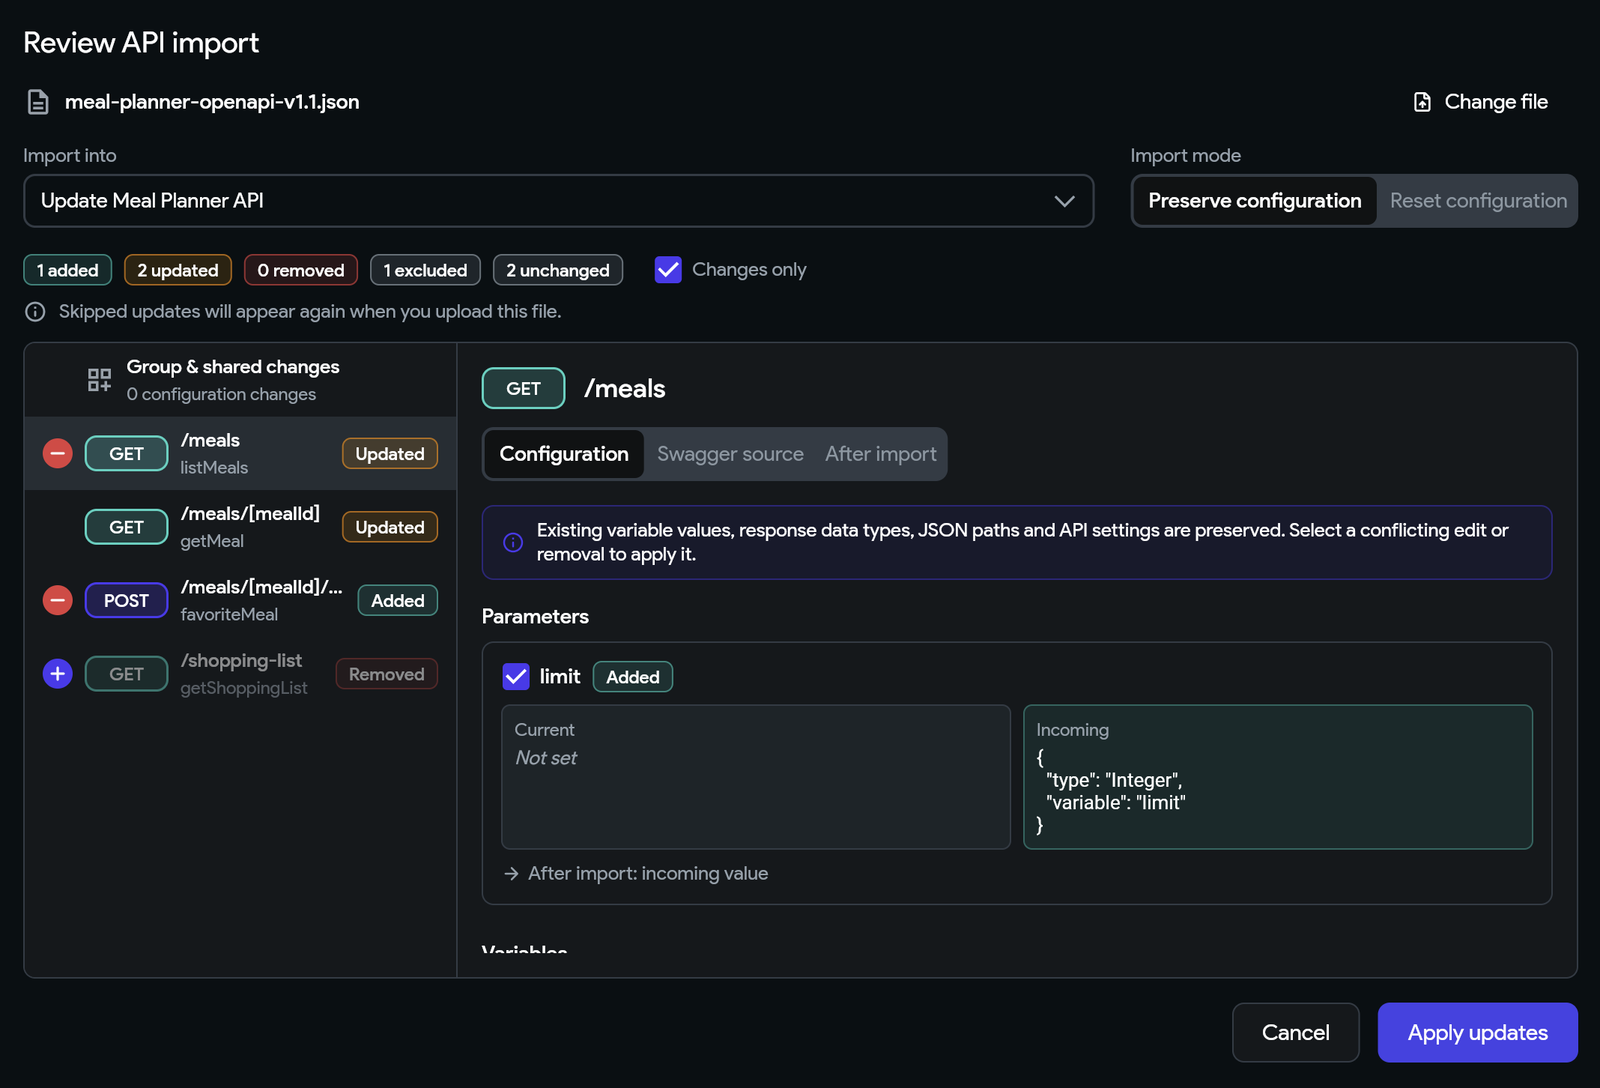 Review API import
meal-planner-openapi-v1.1.json
Change file
Import into
Import mode
Update Meal Planner API
Preserve configuration
Reset configuration
1 added
2 updated
0 removed
1 excluded
2 unchanged
Changes only
Skipped updates will appear again when you upload this file.
Group & shared changes
0 configuration changes
GET
/meals
listMeals
Updated
GET
/meals/[mealId]
getMeal
Updated
POST
/meals/[mealId]/...
favoriteMeal
Added
GET
/shopping-list
getShoppingList
Removed
GET
/meals
Configuration
Swagger source
After import
Existing variable values, response data types, JSON paths and API settings are preserved. Select a conflicting edit or
removal to apply it.
Parameters
limit
Added
Current
Not set
Incoming
{
"type": "Integer",
"variable": "limit"
}
→ After import: incoming value
Variables
Cancel
Apply updates